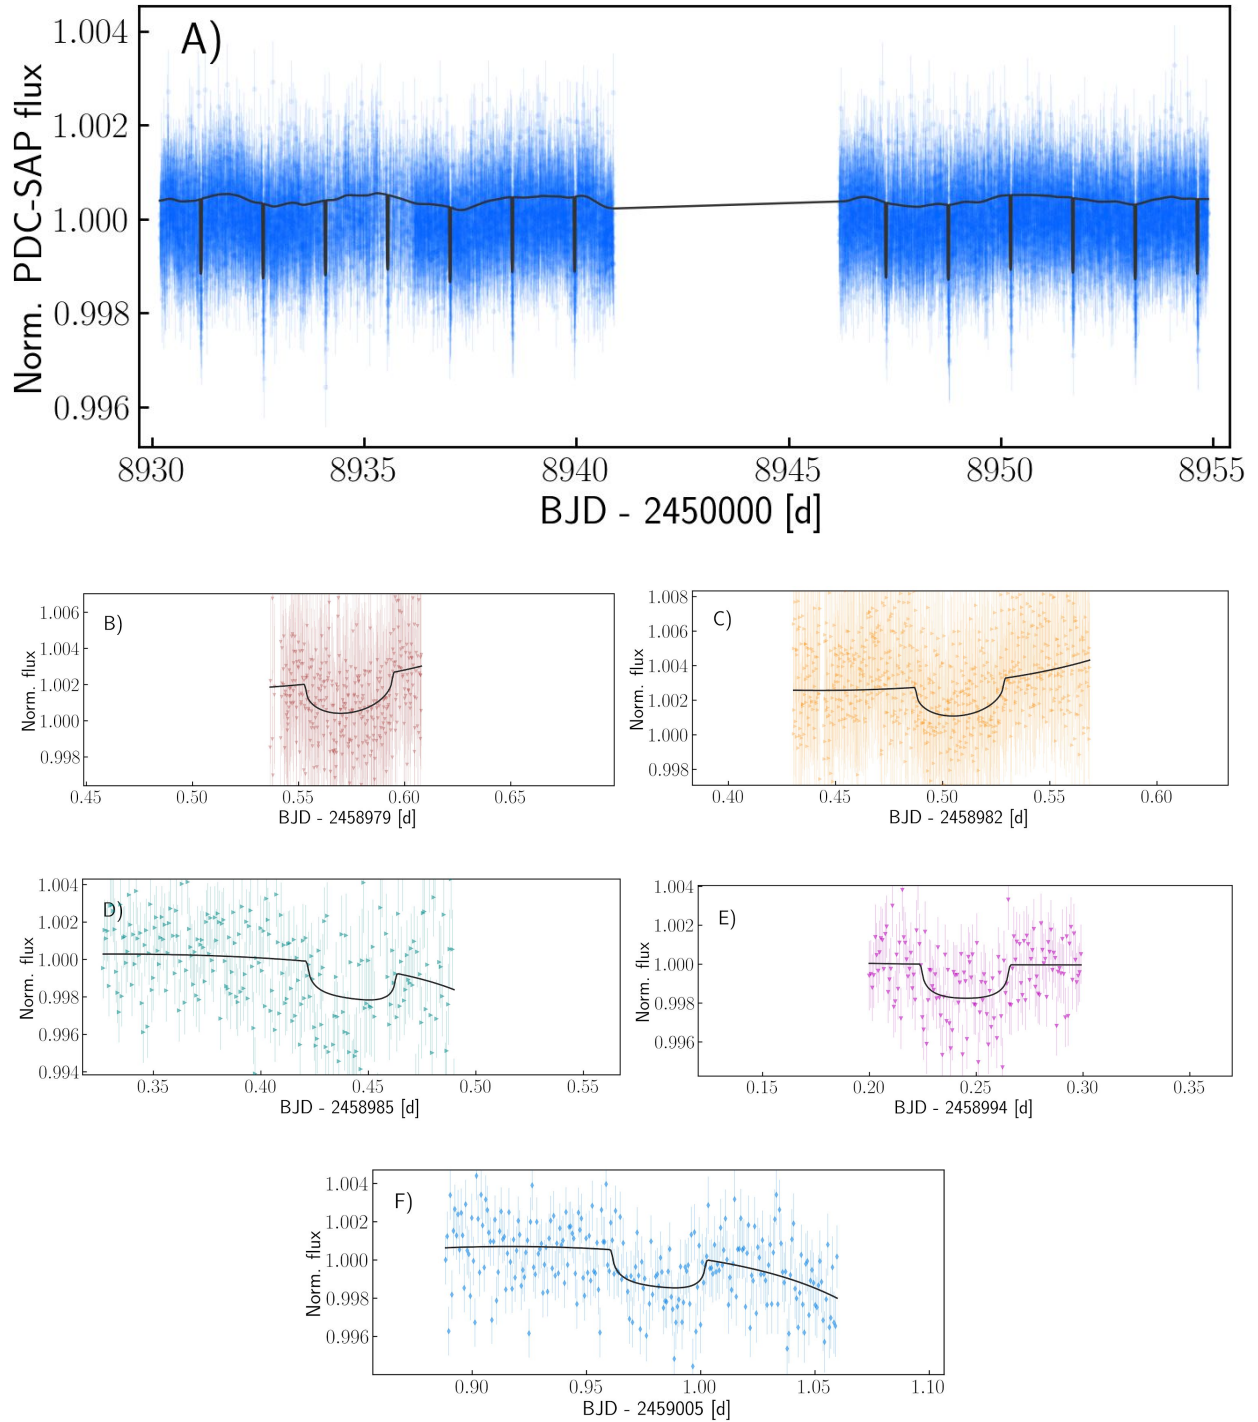 A)
1.004
1.002
1.000
0.998
0.996
Norm. PDC-SAP flux
8930 8935 8940 8945 8950 8955
BJD - 2450000 [d]
B)
1.006
1.004
1.002
1.000
0.998
Norm. flux
0.45 0.50 0.55 0.60 0.65
BJD - 2458979 [d]
C)
1.008
1.006
1.004
1.002
1.000
0.998
Norm. flux
0.40 0.45 0.50 0.55 0.60
BJD - 2458982 [d]
D)
1.004
1.002
1.000
0.998
0.996
0.994
Norm. flux
0.35 0.40 0.45 0.50 0.55
BJD - 2458985 [d]
E)
1.004
1.002
1.000
0.998
0.996
Norm. flux
0.15 0.20 0.25 0.30 0.35
BJD - 2458994 [d]
F)
1.004
1.002
1.000
0.998
0.996
Norm. flux
0.90 0.95 1.00 1.05 1.10
BJD - 2459005 [d]